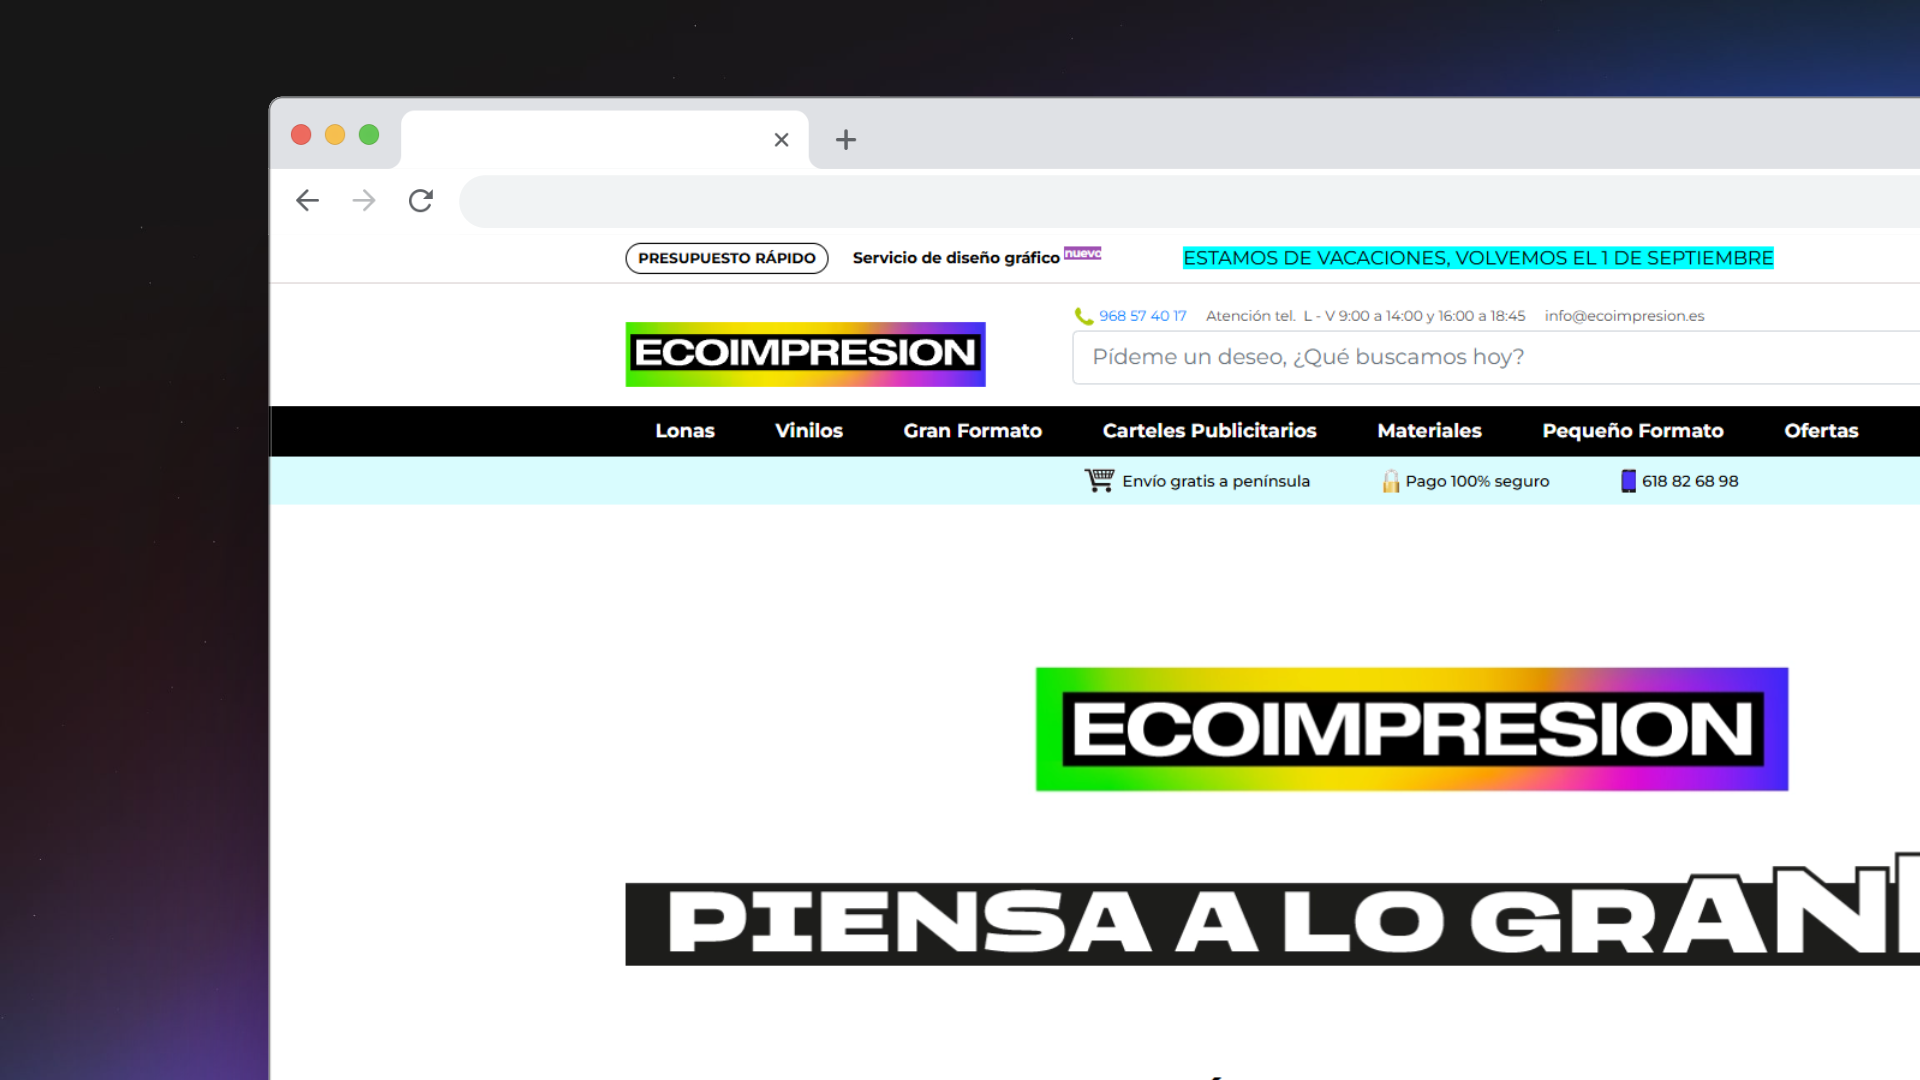 PRESUPUESTO RÁPIDO Servicio de diseño gráfico nuevo ESTAMOS DE VACACIONES, VOLVEMOS EL 1 DE SEPTIEMBRE
968 57 40 17 Atención tel. L - V 9:00 a 14:00 y 16:00 a 18:45 info@ecoimpresion.es
ECOIMPRESION
Pídeme un deseo, ¿Qué buscamos hoy?
Lonas Vinilos Gran Formato Carteles Publicitarios Materiales Pequeño Formato Ofertas
Envío gratis a península Pago 100% seguro 618 82 68 98
ECOIMPRESION
PIENSA A LO GRAN